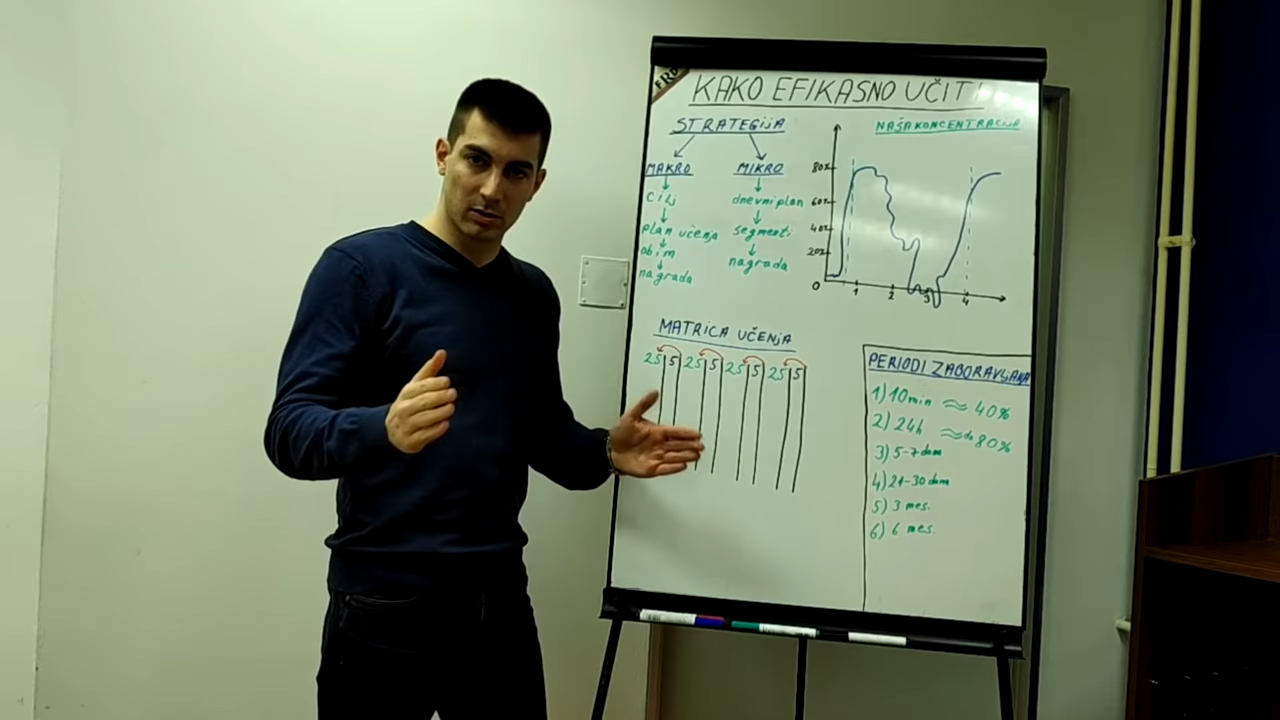 KAKO EFIKASNO UČITI
STRATEGIJA
MAKRO
cilj
plan učenja
obim
nagrada
MIKRO
dnevni plan
segmenti
nagrada
NAŠA KONCENTRACIJA
80%
60%
40%
20%
0 1 2 3 4
MATRICA UČENJA
25 5 25 5 25 5 25 5
PERIODI ZABORAVLJANJA
1) 10 min ≈ 40%
2) 24h ≈ do 80%
3) 5-7 dana
4) 21-30 dana
5) 3 mes.
6) 6 mes.